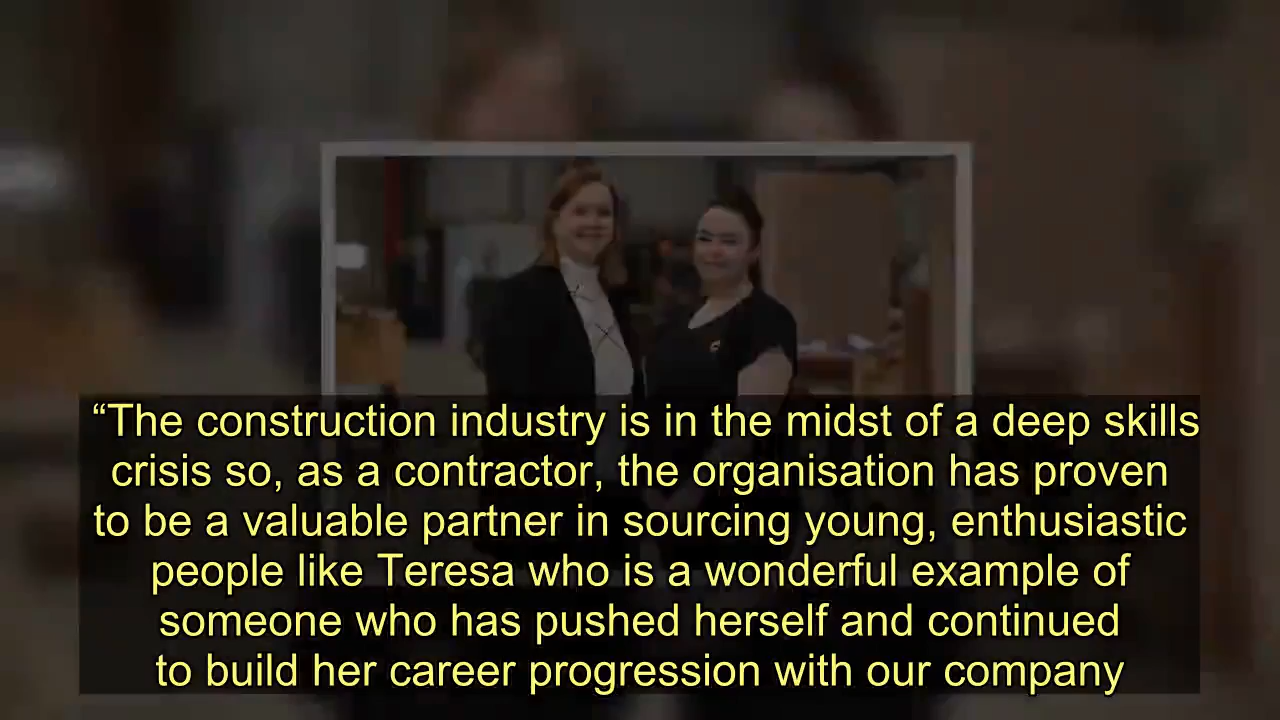 “The construction industry is in the midst of a deep skills
crisis so, as a contractor, the organisation has proven
to be a valuable partner in sourcing young, enthusiastic
people like Teresa who is a wonderful example of
someone who has pushed herself and continued
to build her career progression with our company